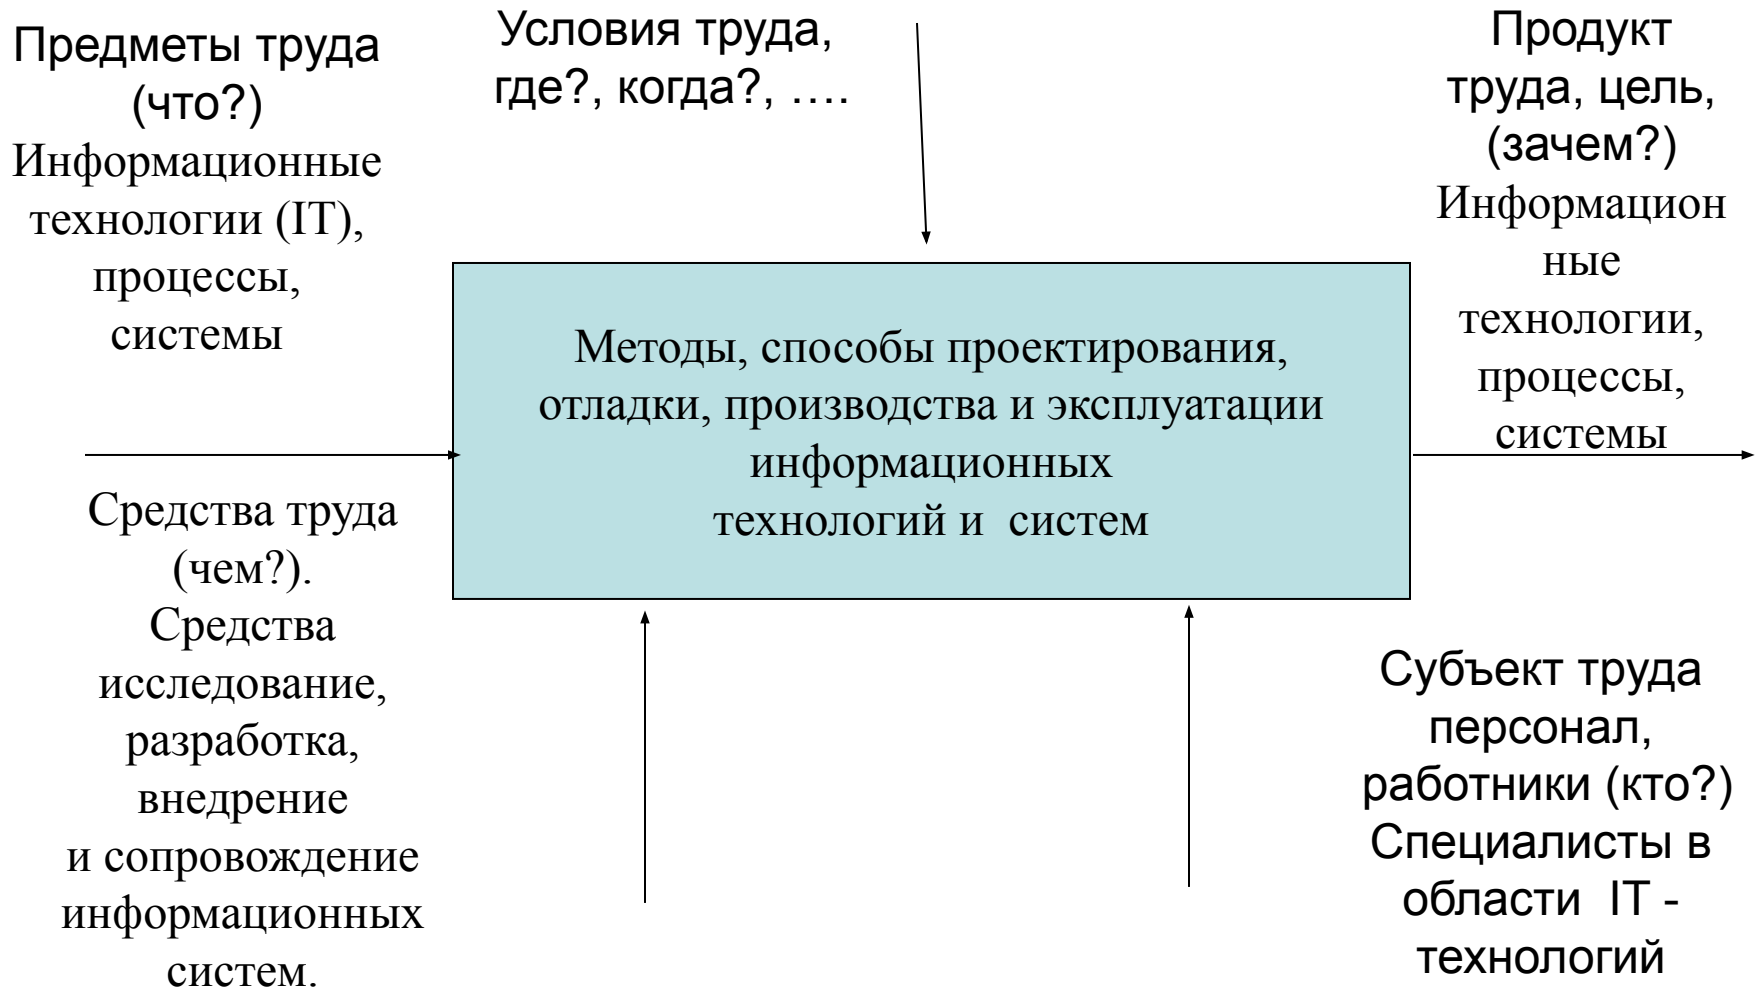 Предметы труда
(что?)
Информационные
технологии (IT),
процессы,
системы
Условия труда,
где?, когда?, ….
Продукт
труда, цель,
(зачем?)
Информацион
ные
технологии,
процессы,
системы
Методы, способы проектирования,
отладки, производства и эксплуатации
информационных
технологий и систем
Средства труда
(чем?).
Средства
исследование,
разработка,
внедрение
и сопровождение
информационных
систем.
Субъект труда
персонал,
работники (кто?)
Специалисты в
области IT -
технологий